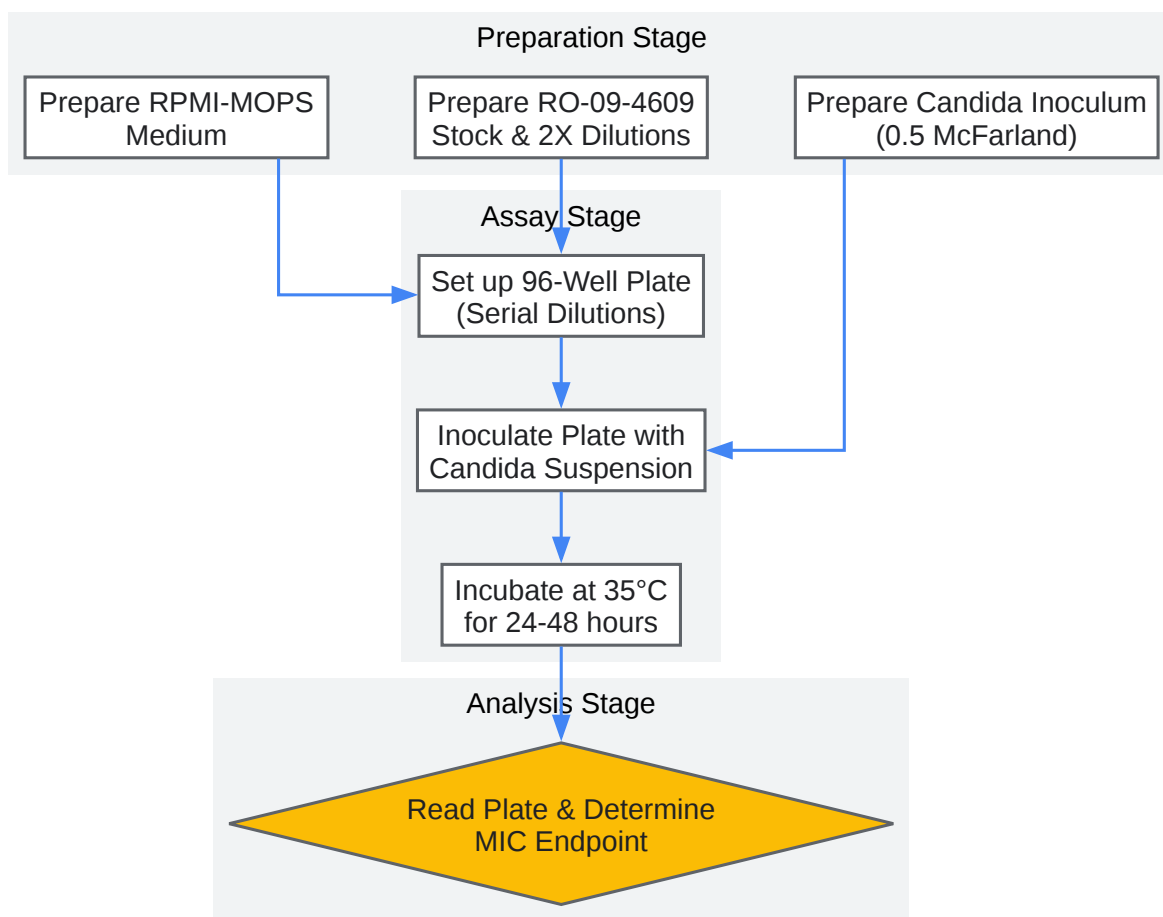 Preparation Stage
Prepare RPMI-MOPS
Medium
Prepare RO-09-4609
Stock & 2X Dilutions
Prepare Candida Inoculum
(0.5 McFarland)
Assay Stage
Set up 96-Well Plate
(Serial Dilutions)
Inoculate Plate with
Candida Suspension
Incubate at 35°C
for 24-48 hours
Analysis Stage
Read Plate & Determine
MIC Endpoint